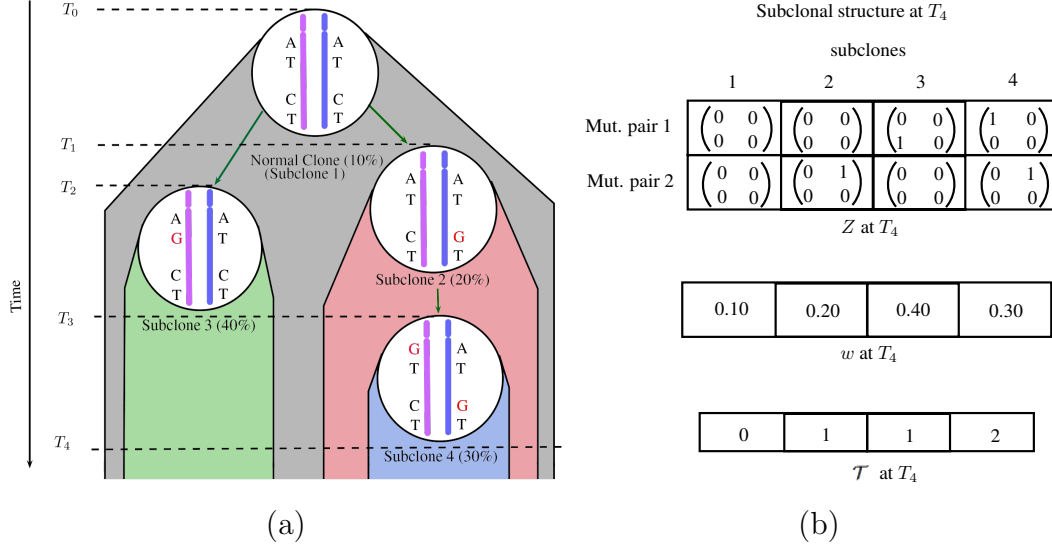 T0
A A
T T
C C
T T
T1
Normal Clone (10%)
(Subclone 1)
T2
A A
T T
C G
T T
Subclone 2 (20%)
A A
G T
C C
T T
Subclone 3 (40%)
Time
T3
G A
T T
C G
T T
T4
Subclone 4 (30%)
(a)
Subclonal structure at T4
subclones
1 2 3 4
Mut. pair 1
(0 0 (0 0 (0 0 (1 0
0 0) 0 0) 1 0) 0 0)
Mut. pair 2
(0 0 (0 1 (0 0 (0 1
0 0) 0 0) 0 0) 0 0)
Z at T4
0.10 0.20 0.40 0.30
w at T4
0 1 1 2
𝒯 at T4
(b)